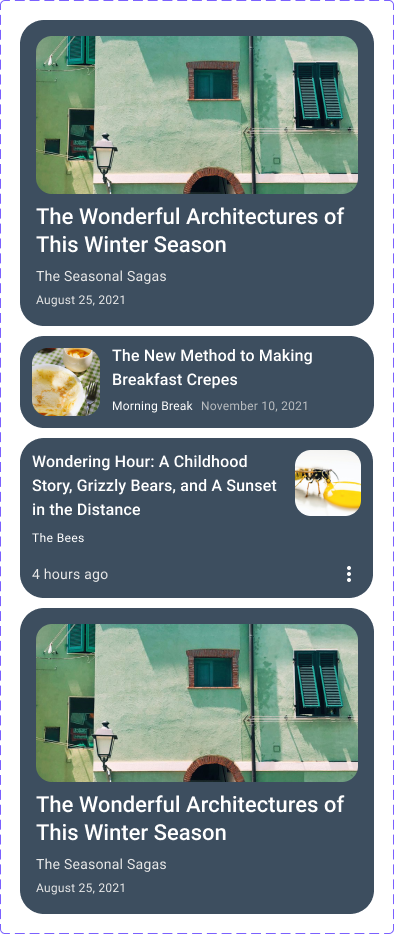 The Wonderful Architectures of
This Winter Season
The Seasonal Sagas
August 25, 2021
The New Method to Making
Breakfast Crepes
Morning Break November 10, 2021
Wondering Hour: A Childhood
Story, Grizzly Bears, and A Sunset
in the Distance
The Bees
4 hours ago
The Wonderful Architectures of
This Winter Season
The Seasonal Sagas
August 25, 2021